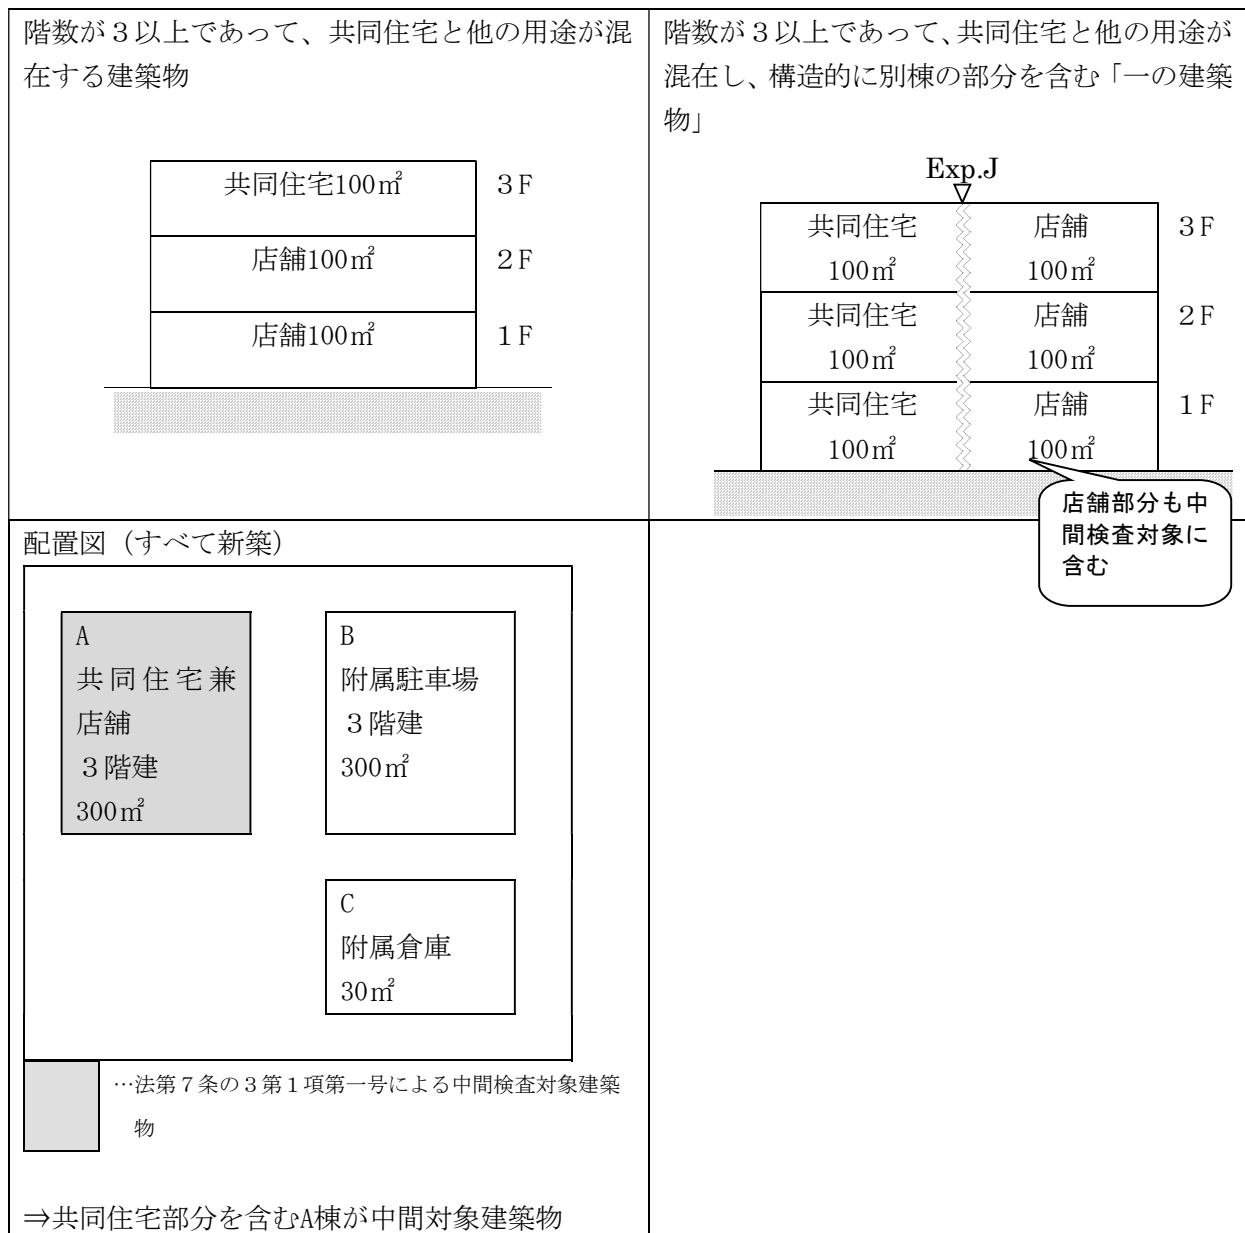 階数が３以上であって、共同住宅と他の用途が混
在する建築物
共同住宅100㎡
３F
店舗100㎡
２F
店舗100㎡
１F
階数が３以上であって、共同住宅と他の用途が
混在し、構造的に別棟の部分を含む「一の建築
物」
Exp.J
共同住宅
100㎡
店舗
100㎡
３F
共同住宅
100㎡
店舗
100㎡
２F
共同住宅
100㎡
店舗
100㎡
１F
店舗部分も中
間検査対象に
含む
配置図（すべて新築）
A
共同住宅兼
店舗
３階建
300㎡
B
附属駐車場
３階建
300㎡
C
附属倉庫
30㎡
…法第７条の３第１項第一号による中間検査対象建築
物
⇒共同住宅部分を含むA棟が中間対象建築物